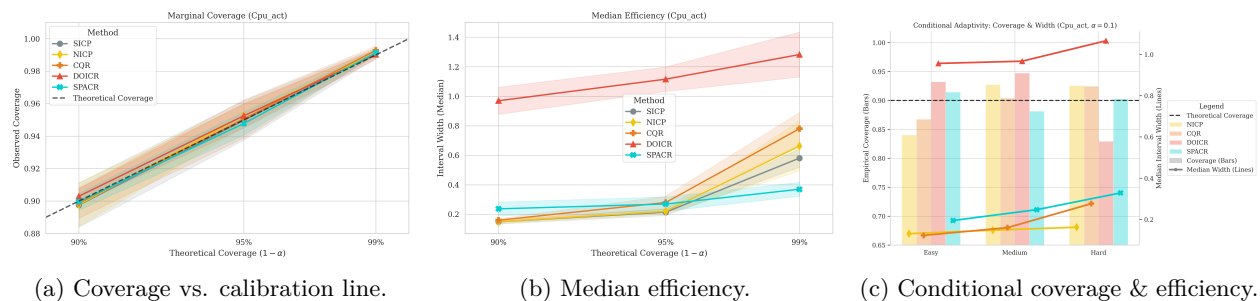 Marginal Coverage (Cpu_act)
Observed Coverage
1.00
0.98
0.96
0.94
0.92
0.90
0.88
Method
SICP
NICP
CQR
DOICR
SPACR
Theoretical Coverage
90%
95%
99%
Theoretical Coverage (1 − α)
(a) Coverage vs. calibration line.
Median Efficiency (Cpu_act)
Interval Width (Median)
1.4
1.2
1.0
0.8
0.6
0.4
0.2
Method
SICP
NICP
CQR
DOICR
SPACR
90%
95%
99%
Theoretical Coverage (1 − α)
(b) Median efficiency.
Conditional Adaptivity: Coverage & Width (Cpu_act, α = 0.1)
Empirical Coverage (Bars)
1.00
0.95
0.90
0.85
0.80
0.75
0.70
0.65
Easy
Medium
Hard
1.0
0.8
0.6
0.4
0.2
Median Interval Width (Lines)
Legend
Theoretical Coverage
NICP
CQR
DOICR
SPACR
Coverage (Bars)
Median Width (Lines)
(c) Conditional coverage & efficiency.